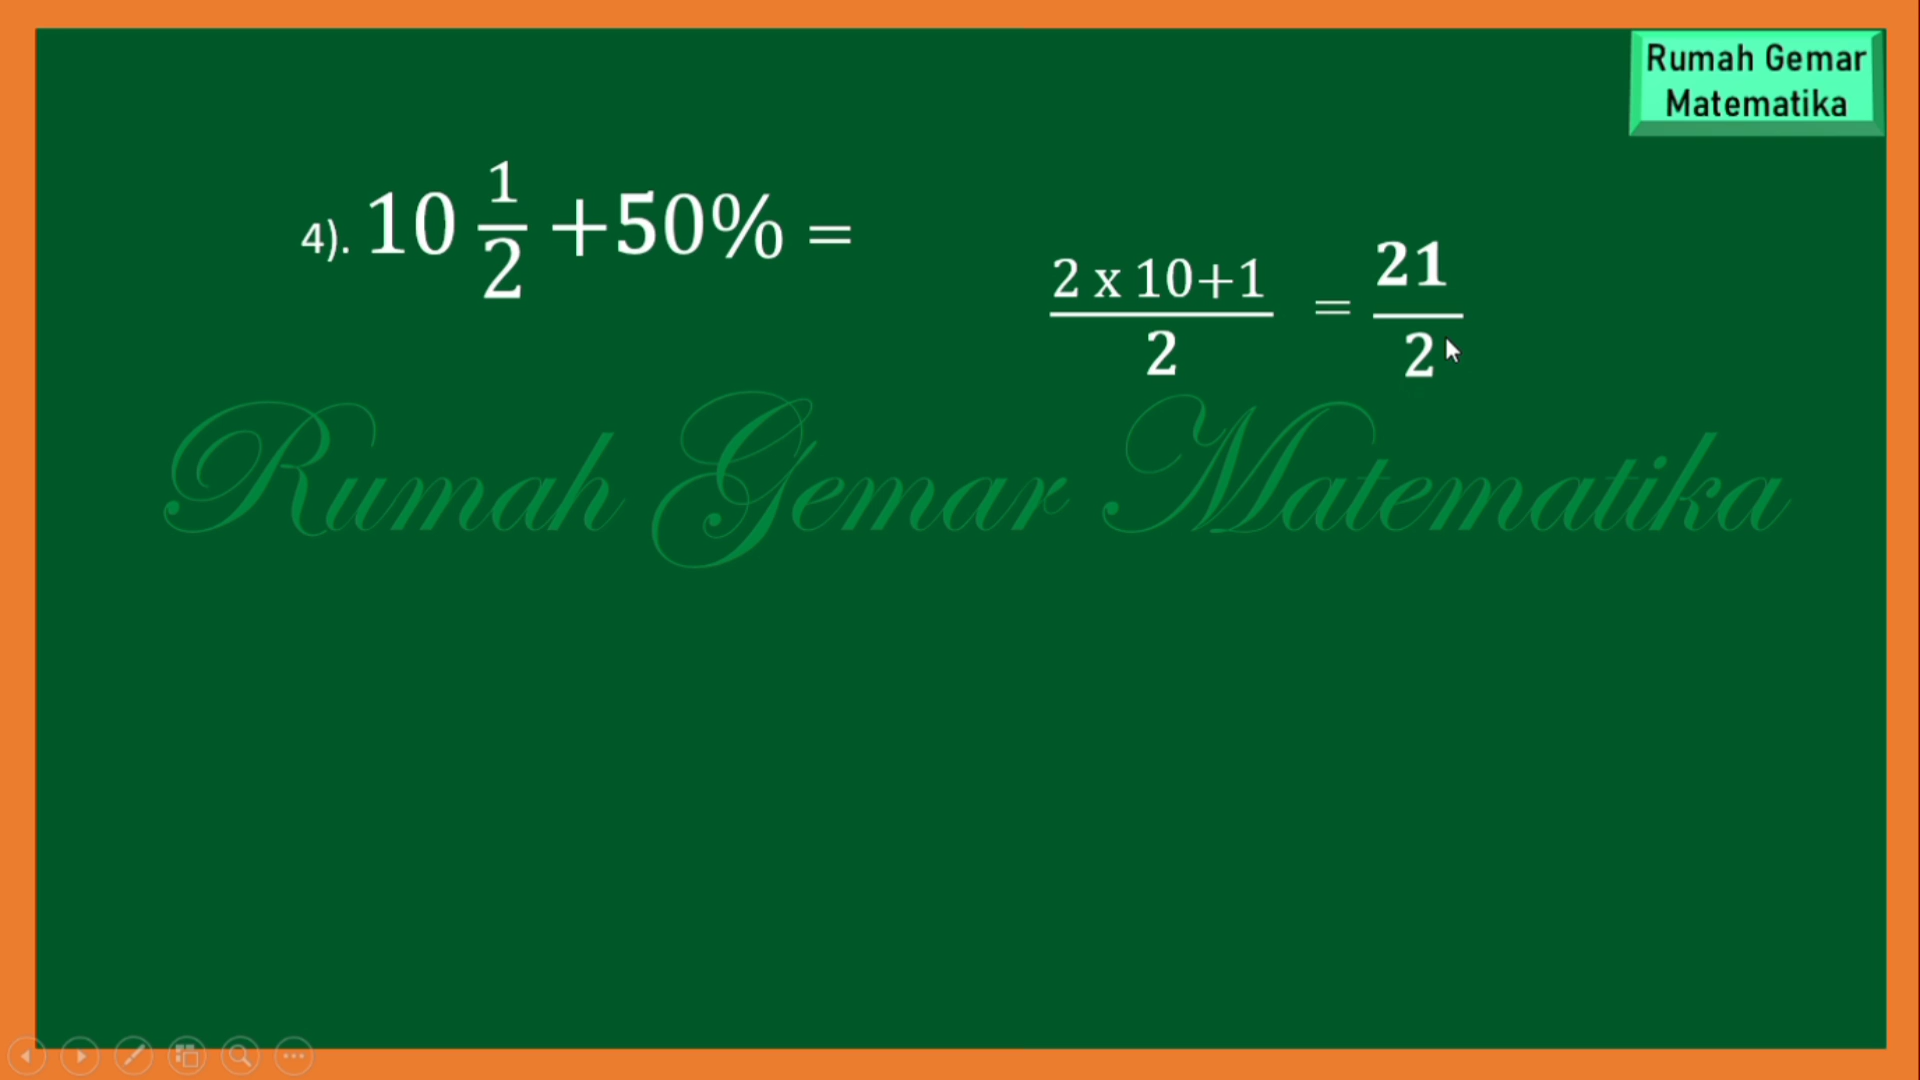 Rumah Gemar
Matematika
4). 10 1/2 +50% =
2 x 10+1 / 2 = 21 / 2
Rumah Gemar Matematika